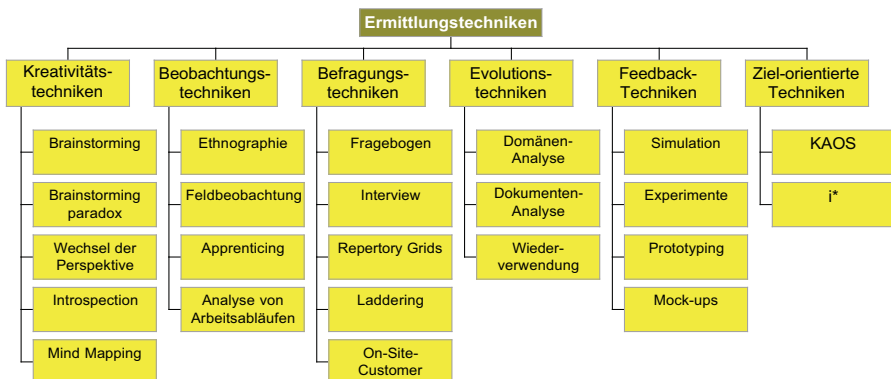 Ermittlungstechniken
Kreativitäts-
techniken
Brainstorming
Brainstorming
paradox
Wechsel der
Perspektive
Introspection
Mind Mapping
Beobachtungs-
techniken
Ethnographie
Feldbeobachtung
Apprenticing
Analyse von
Arbeitsabläufen
Befragungs-
techniken
Fragebogen
Interview
Repertory Grids
Laddering
On-Site-
Customer
Evolutions-
techniken
Domänen-
Analyse
Dokumenten-
Analyse
Wieder-
verwendung
Feedback-
Techniken
Simulation
Experimente
Prototyping
Mock-ups
Ziel-orientierte
Techniken
KAOS
i*